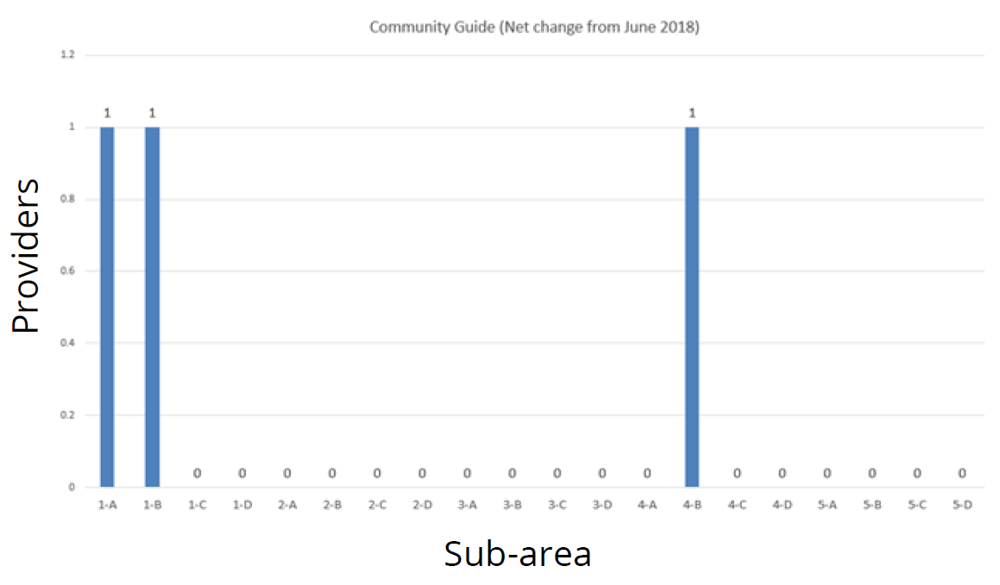 Community Guide (Net change from June 2018)
1.2
1 1 1
1
0.8
Providers
0.6
0.4
0.2
0 0 0 0 0 0 0 0 0 0 0 0 0 0 0 0 0
0
1-A 1-B 1-C 1-D 2-A 2-B 2-C 2-D 3-A 3-B 3-C 3-D 4-A 4-B 4-C 4-D 5-A 5-B 5-C 5-D
Sub-area